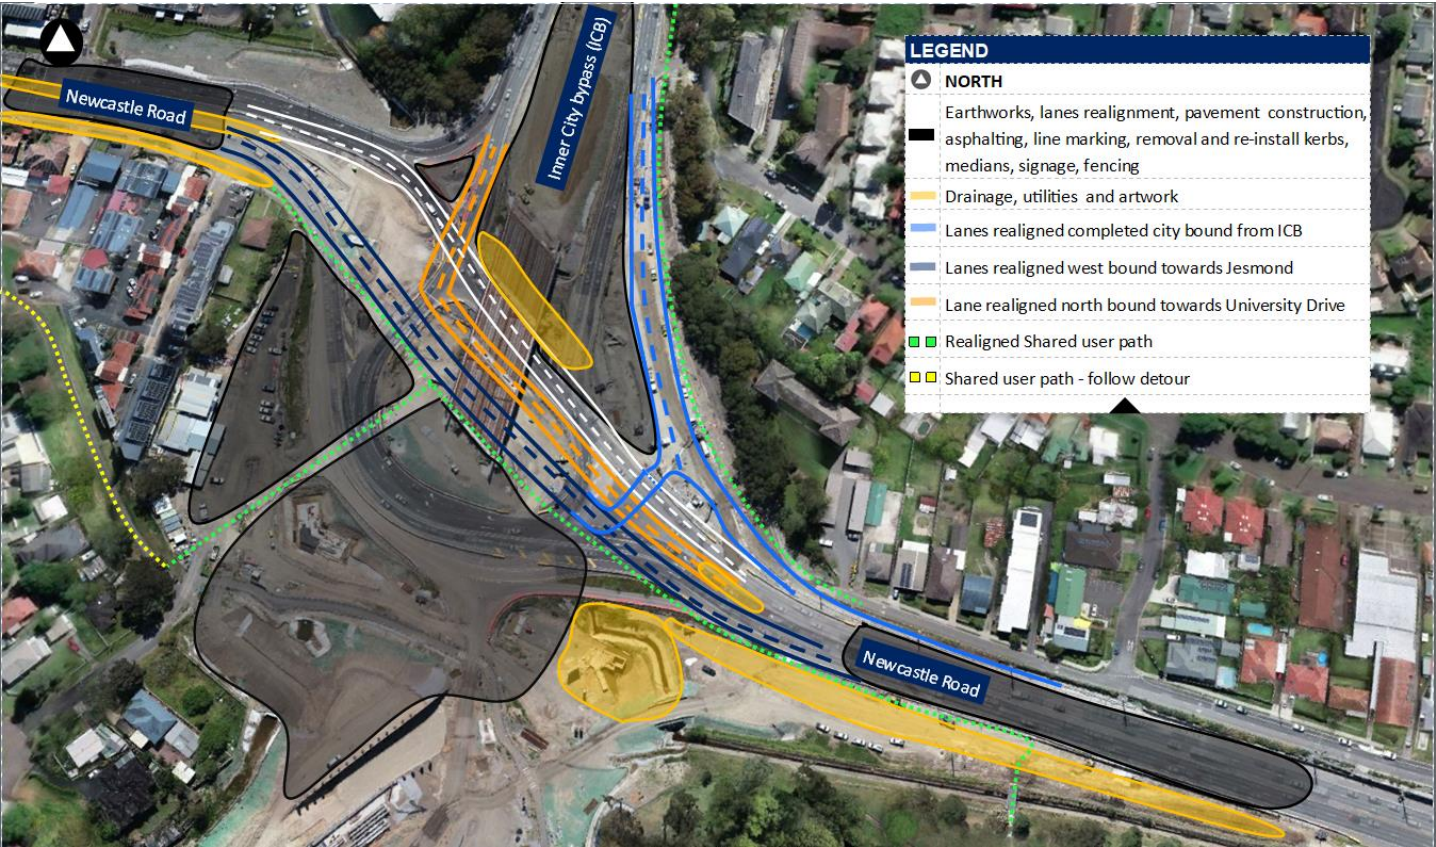 Newcastle Road
Inner City bypass (ICB)
LEGEND
NORTH
Earthworks, lanes realignment, pavement construction,
asphalting, line marking, removal and re-install kerbs,
medians, signage, fencing
Drainage, utilities and artwork
Lanes realigned completed city bound from ICB
Lanes realigned west bound towards Jesmond
Lane realigned north bound towards University Drive
Realigned Shared user path
Shared user path - follow detour
Newcastle Road